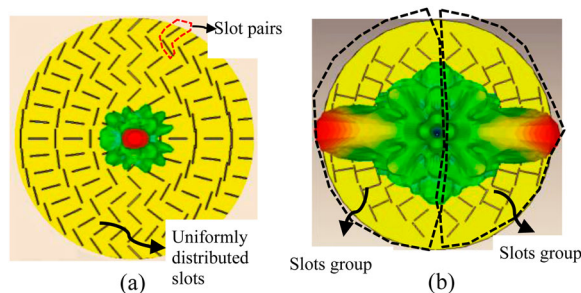 Slot pairs
Uniformly
distributed
slots
Slots group
Slots group
(a)
(b)